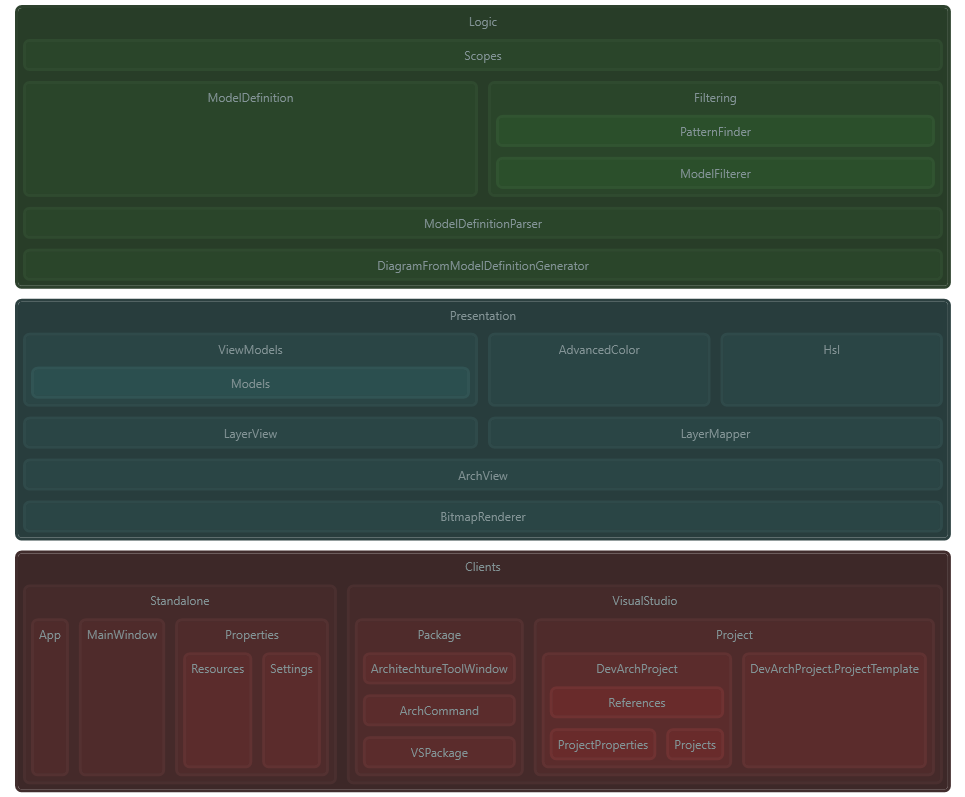 Logic
Scopes
ModelDefinition
Filtering
PatternFinder
ModelFilterer
ModelDefinitionParser
DiagramFromModelDefinitionGenerator
Presentation
ViewModels
AdvancedColor
Hsl
Models
LayerView
LayerMapper
ArchView
BitmapRenderer
Clients
Standalone
VisualStudio
App
MainWindow
Properties
Package
Project
Resources
Settings
ArchitechtureToolWindow
DevArchProject
DevArchProject.ProjectTemplate
References
ArchCommand
ProjectProperties
Projects
VSPackage